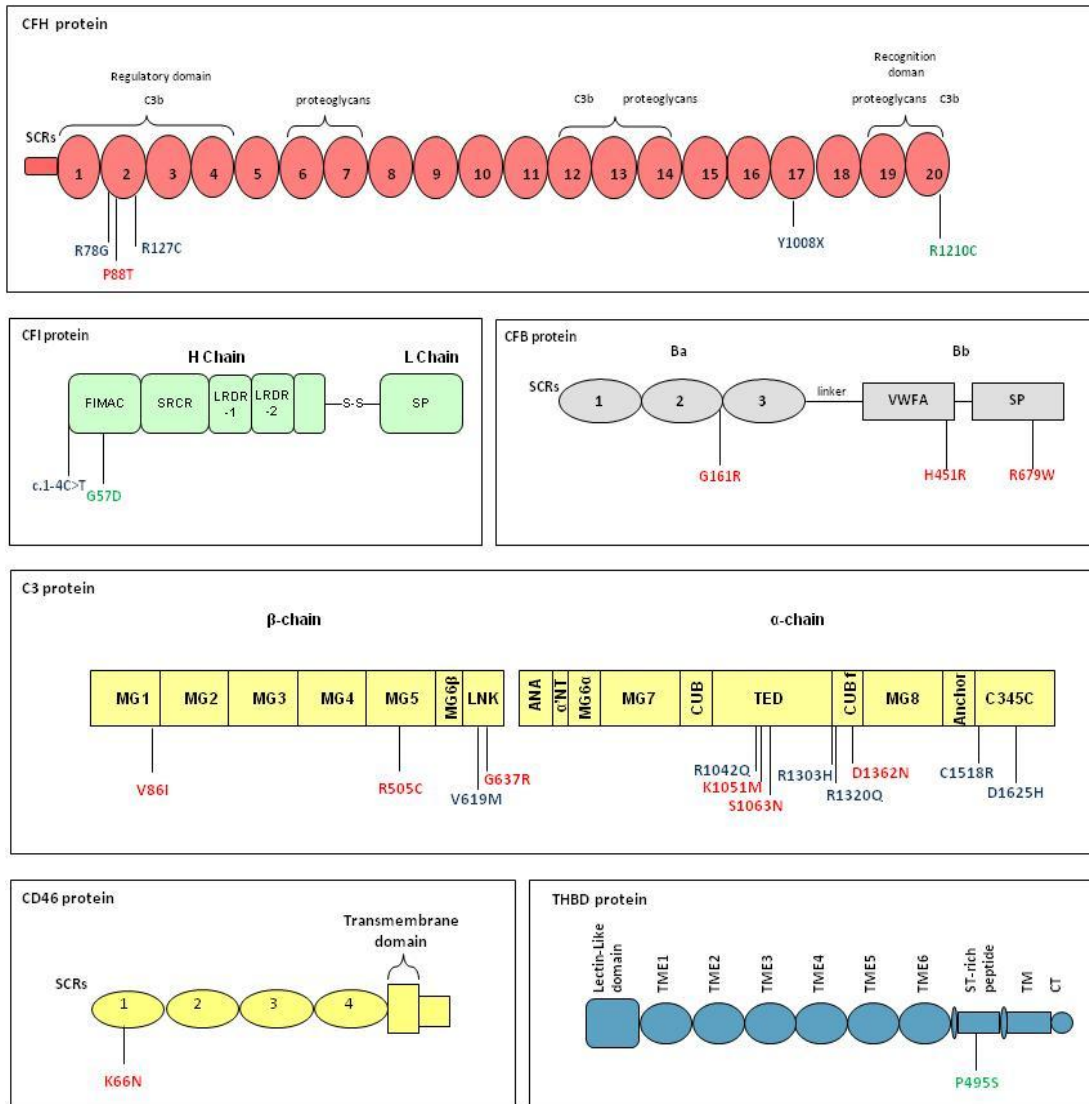 CFH protein
Regulatory domain
C3b
proteoglycans
C3b proteoglycans
Recognition
doman
proteoglycans C3b
SCRs
1 2 3 4 5 6 7 8 9 10 11 12 13 14 15 16 17 18 19 20
R78G
P88T
R127C
Y1008X
R1210C
CFI protein
H Chain
L Chain
FIMAC
SRCR
LRDR
-1
LRDR
-2
S-S
SP
c.1-4C>T
G57D
CFB protein
Ba
Bb
SCRs
1 2 3
linker
VWFA
SP
G161R
H451R
R679W
C3 protein
β-chain
α-chain
MG1 MG2 MG3 MG4 MG5 MG6β LNK
ANA α'NT MG6α MG7 CUB TED CUB f MG8 Anchor C345C
V86I
R505C
V619M
G637R
R1042Q
K1051M
S1063N
R1303H
R1320Q
D1362N
C1518R
D1625H
CD46 protein
Transmembrane
domain
SCRs
1 2 3 4
K66N
THBD protein
Lectin-Like
domain
TME1
TME2
TME3
TME4
TME5
TME6
ST-rich
peptide
TM
CT
P495S